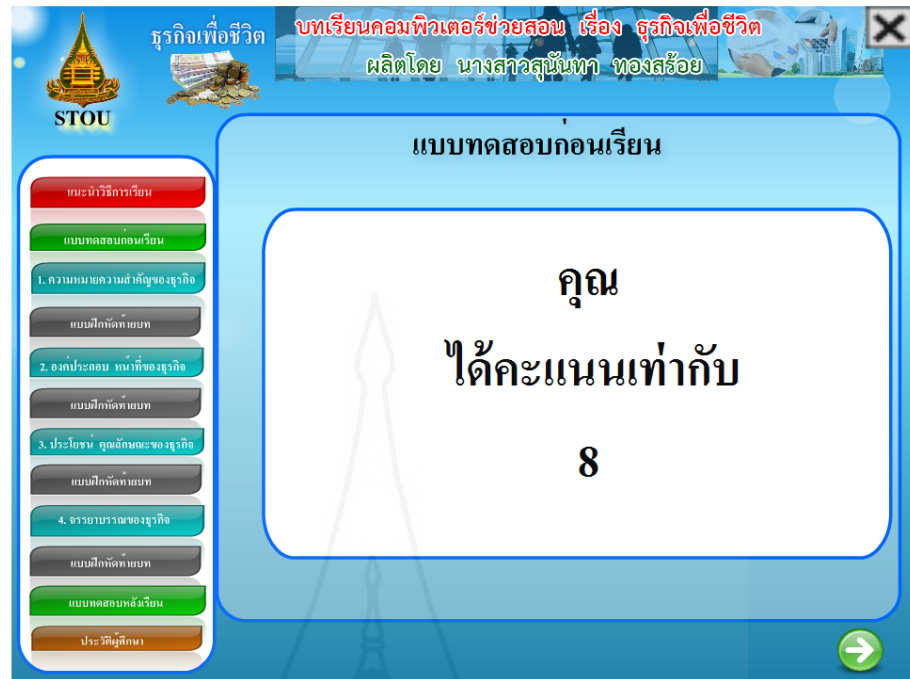 ธุรกิจเพื่อชีวิต
บทเรียนคอมพิวเตอร์ช่วยสอน เรื่อง ธุรกิจเพื่อชีวิต
ผลิตโดย นางสาวสุนันทา ทองสร้อย
STOU
แบบทดสอบก่อนเรียน
แนะนำวิธีการเรียน
แบบทดสอบก่อนเรียน
1. ความหมายความสำคัญของธุรกิจ
แบบฝึกหัดท้ายบท
2. องค์ประกอบ หน้าที่ของธุรกิจ
แบบฝึกหัดท้ายบท
3. ประโยชน์ คุณลักษณะของธุรกิจ
แบบฝึกหัดท้ายบท
4. จรรยาบรรณของธุรกิจ
แบบฝึกหัดท้ายบท
แบบทดสอบหลังเรียน
ประวัติผู้ศึกษา
คุณ
ได้คะแนนเท่ากับ
8